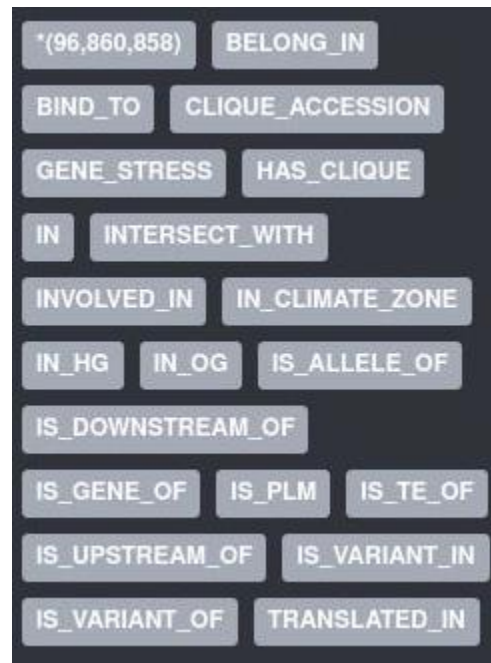 *(96,860,858) BELONG_IN
BIND_TO CLIQUE_ACCESSION
GENE_STRESS HAS_CLIQUE
IN INTERSECT_WITH
INVOLVED_IN IN_CLIMATE_ZONE
IN_HG IN_OG IS_ALLELE_OF
IS_DOWNSTREAM_OF
IS_GENE_OF IS_PLM IS_TE_OF
IS_UPSTREAM_OF IS_VARIANT_IN
IS_VARIANT_OF TRANSLATED_IN